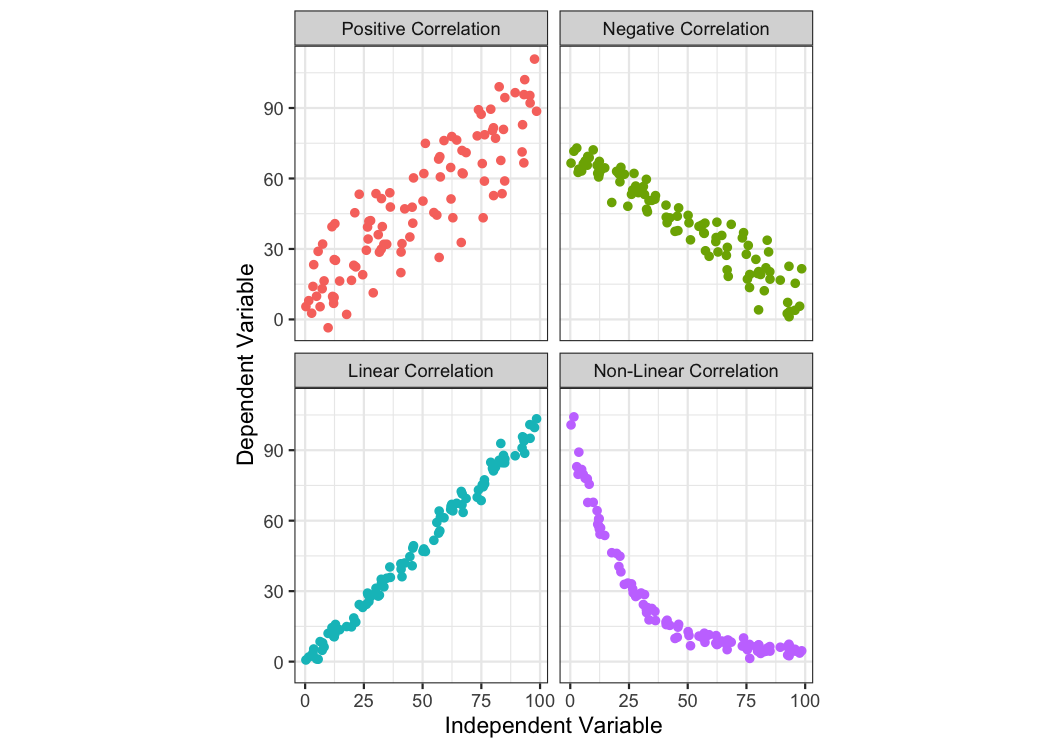 Positive Correlation
Negative Correlation
90
60
30
0
Linear Correlation
Non-Linear Correlation
90
60
30
0
0 25 50 75 100
0 25 50 75 100
Dependent Variable
Independent Variable